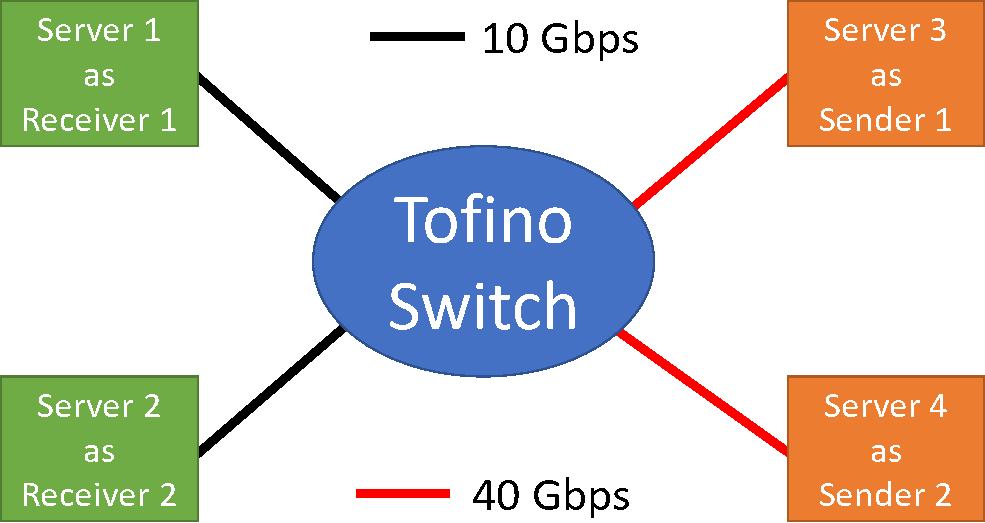 Server 1
as
Receiver 1
10 Gbps
Server 3
as
Sender 1
Tofino
Switch
Server 2
as
Receiver 2
40 Gbps
Server 4
as
Sender 2